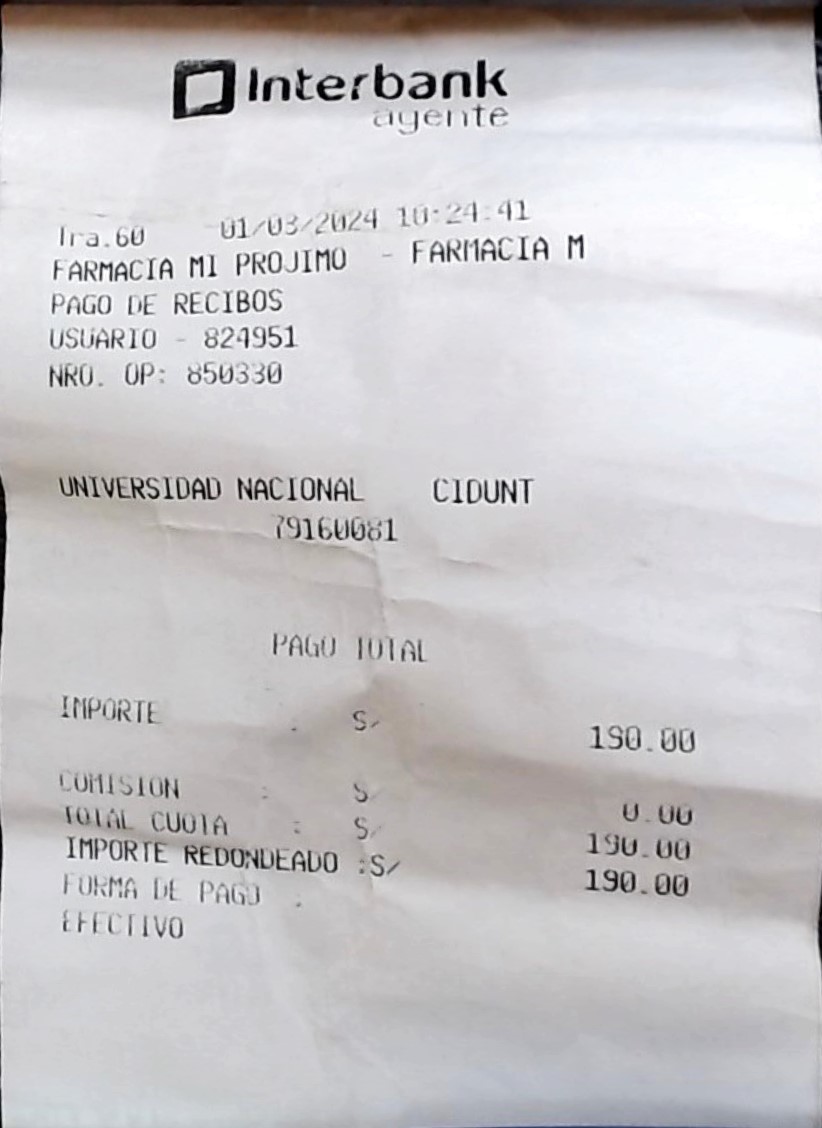 Interbank
agente
Tra.60 01/03/2024 10:24:41
FARMACIA MI PROJIMO - FARMACIA M
PAGO DE RECIBOS
USUARIO - 824951
NRO. OP: 850330
UNIVERSIDAD NACIONAL CIDUNT
79160081
PAGO TOTAL
IMPORTE : S/ 190.00
COMISION : S/ 0.00
TOTAL CUOTA : S/ 190.00
IMPORTE REDONDEADO :S/ 190.00
FORMA DE PAGO :
EFECTIVO